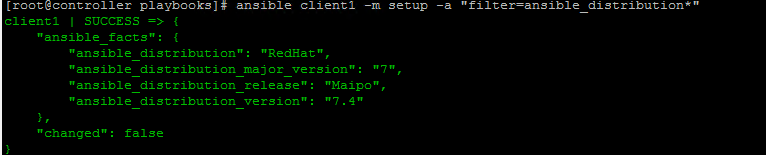 [root@controller playbooks]# ansible client1 -m setup -a "filter=ansible_distribution*"
client1 | SUCCESS => {
    "ansible_facts": {
        "ansible_distribution": "RedHat",
        "ansible_distribution_major_version": "7",
        "ansible_distribution_release": "Maipo",
        "ansible_distribution_version": "7.4"
    },
    "changed": false
}